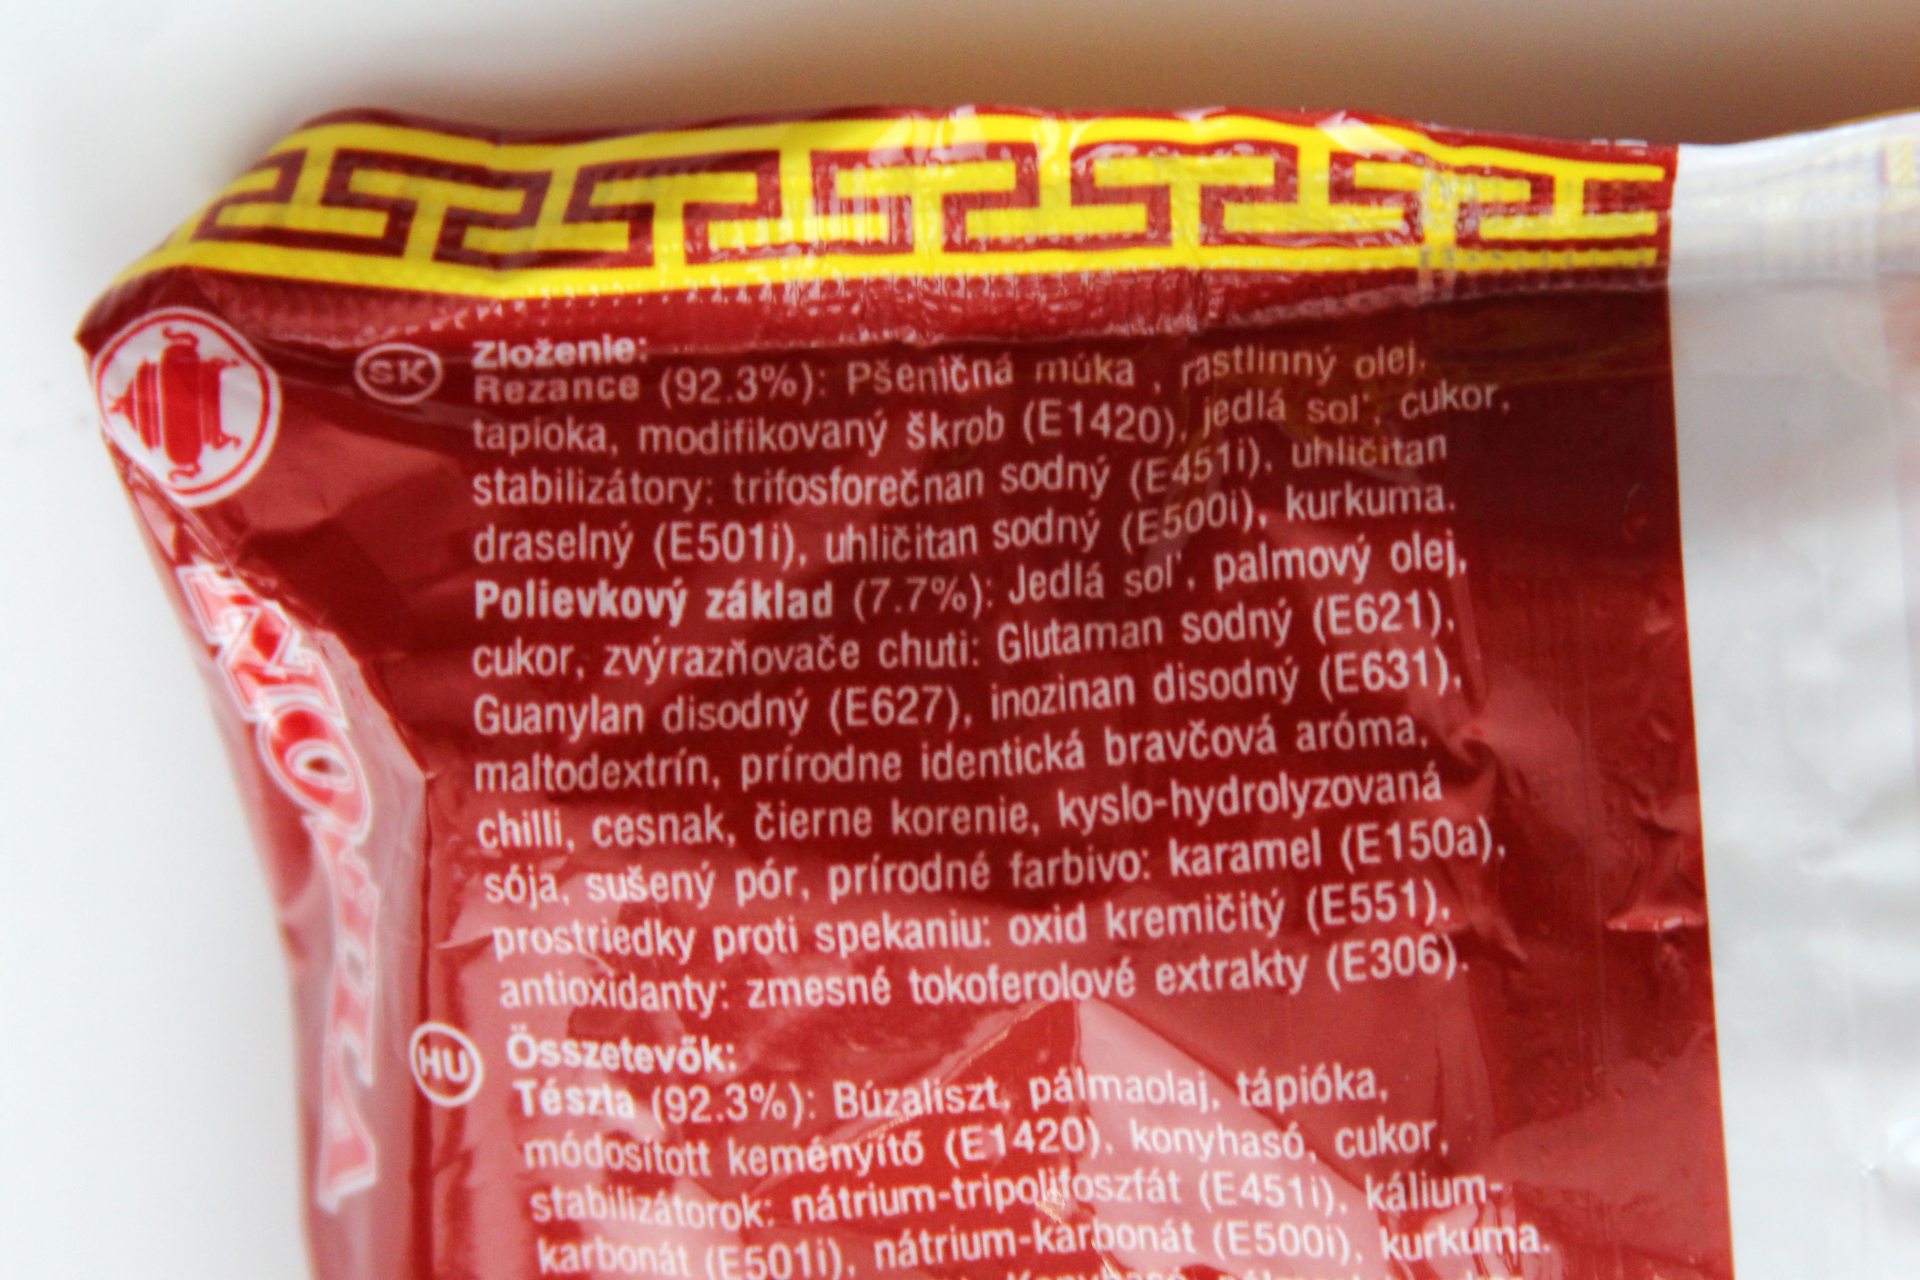 SK Zloženie:
Rezance (92.3%): Pšeničná múka , rastlinný olej.
tapioka, modifikovaný škrob (E1420), jedlá soľ, cukor,
stabilizátory: trifosforečnan sodný (E451i), uhličitan
draselný (E501i), uhličitan sodný (E500i), kurkuma.
Polievkový základ (7.7%): Jedlá soľ, palmový olej,
cukor, zvýrazňovače chuti: Glutaman sodný (E621),
Guanylan disodný (E627), inozinan disodný (E631),
maltodextrín, prírodne identická bravčová aróma,
chilli, cesnak, čierne korenie, kyslo-hydrolyzovaná
sója, sušený pór, prírodné farbivo: karamel (E150a),
prostriedky proti spekaniu: oxid kremičitý (E551),
antioxidanty: zmesné tokoferolové extrakty (E306).
HU Összetevők:
Tészta (92.3%): Búzaliszt, pálmaolaj, tápióka,
módosított keményítő (E1420), konyhasó, cukor,
stabilizátorok: nátrium-tripolifoszfát (E451i), kálium-
karbonát (E501i), nátrium-karbonát (E500i), kurkuma.